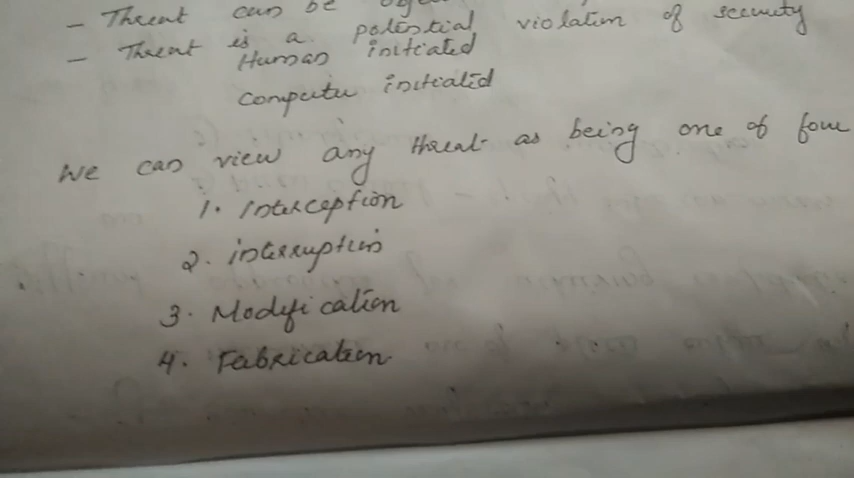 - Threat can be
- Threat is a potential violation of security
Human initiated
Computer initiated
We can view any threat as being one of four
1. Interception
2. interruption
3. Modification
4. Fabrication